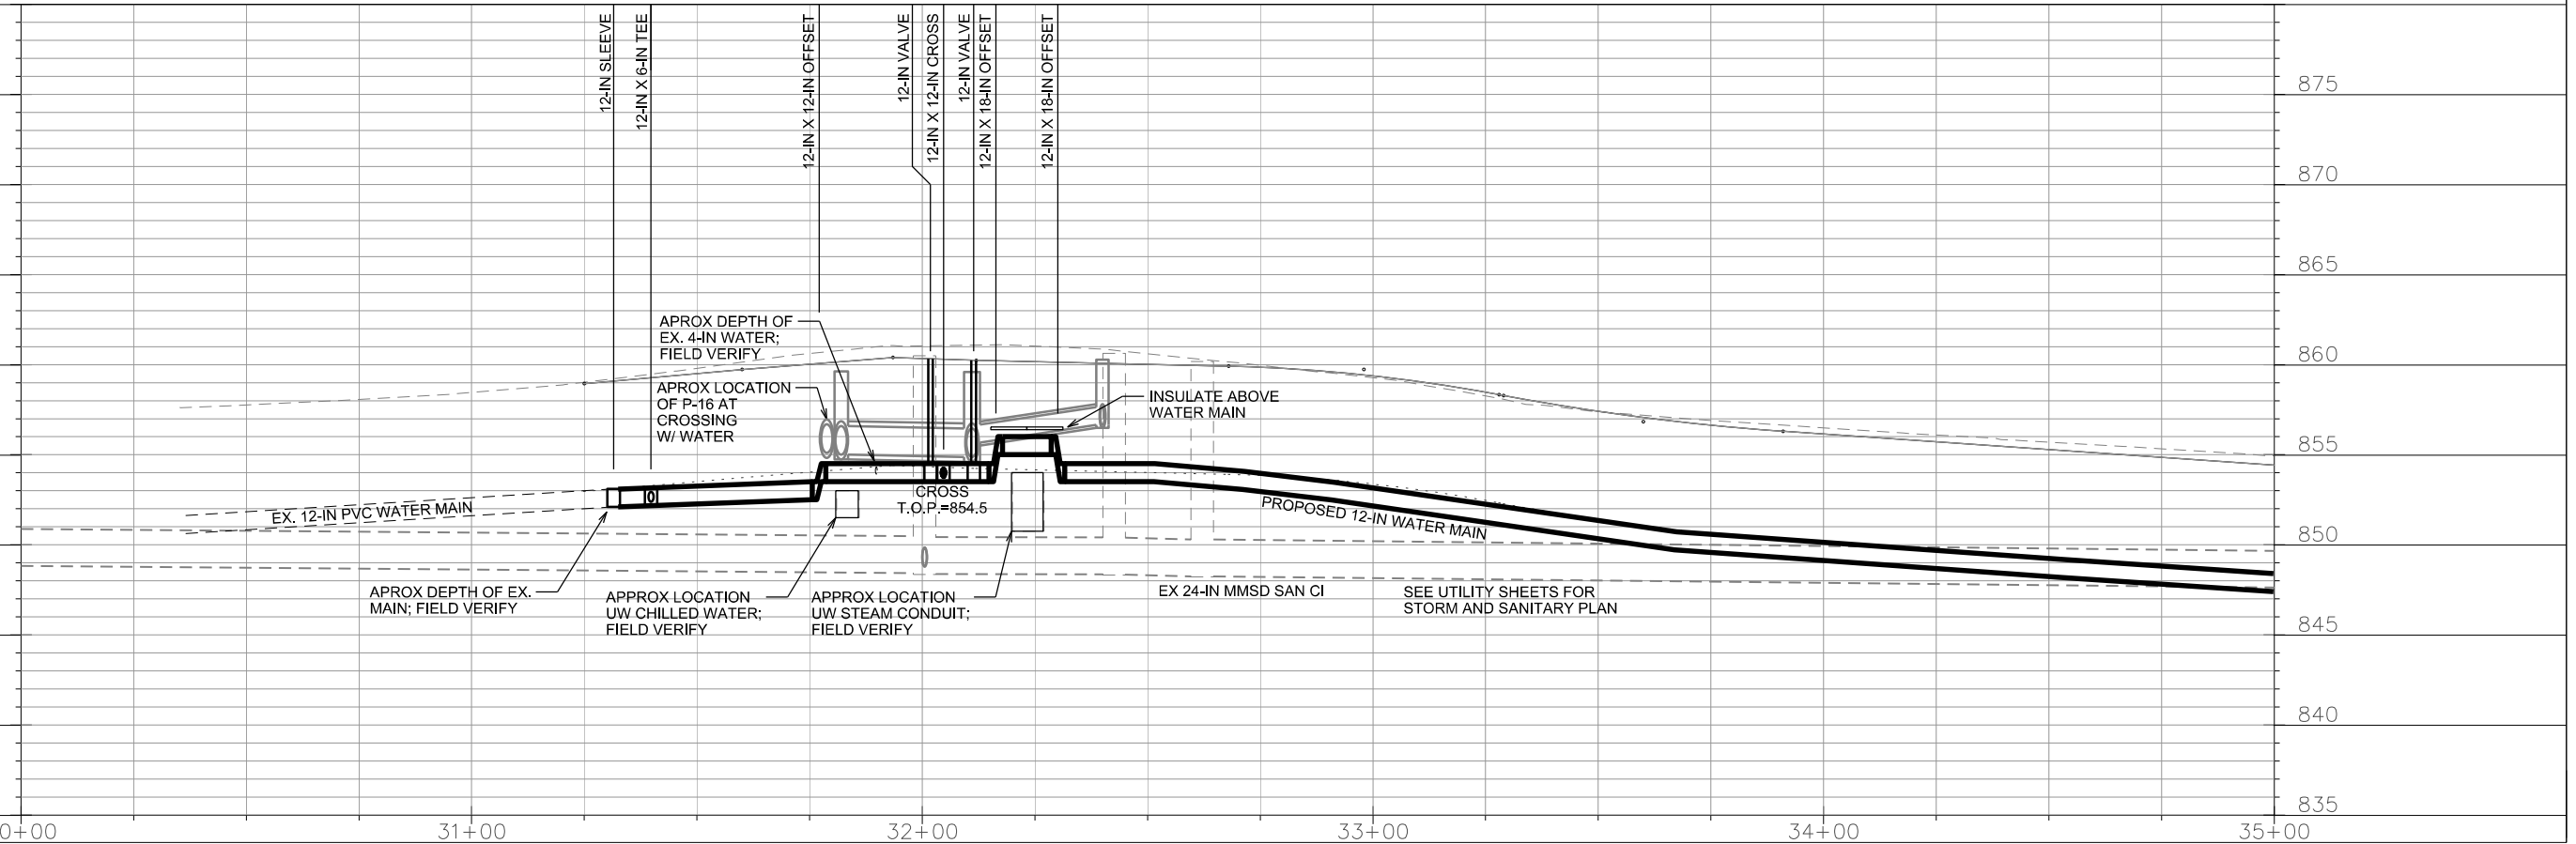 12-IN SLEEVE
12-IN X 6-IN TEE
12-IN X 12-IN OFFSET
12-IN VALVE
12-IN X 12-IN CROSS
12-IN VALVE
12-IN X 18-IN OFFSET
12-IN X 18-IN OFFSET
875
870
865
860
855
850
845
840
835
APROX DEPTH OF
EX. 4-IN WATER;
FIELD VERIFY
APROX LOCATION
OF P-16 AT
CROSSING
W/ WATER
INSULATE ABOVE
WATER MAIN
EX. 12-IN PVC WATER MAIN
CROSS
T.O.P.=854.5
PROPOSED 12-IN WATER MAIN
APROX DEPTH OF EX.
MAIN; FIELD VERIFY
APPROX LOCATION
UW CHILLED WATER;
FIELD VERIFY
APPROX LOCATION
UW STEAM CONDUIT;
FIELD VERIFY
EX 24-IN MMSD SAN CI
SEE UTILITY SHEETS FOR
STORM AND SANITARY PLAN
0+00
31+00
32+00
33+00
34+00
35+00